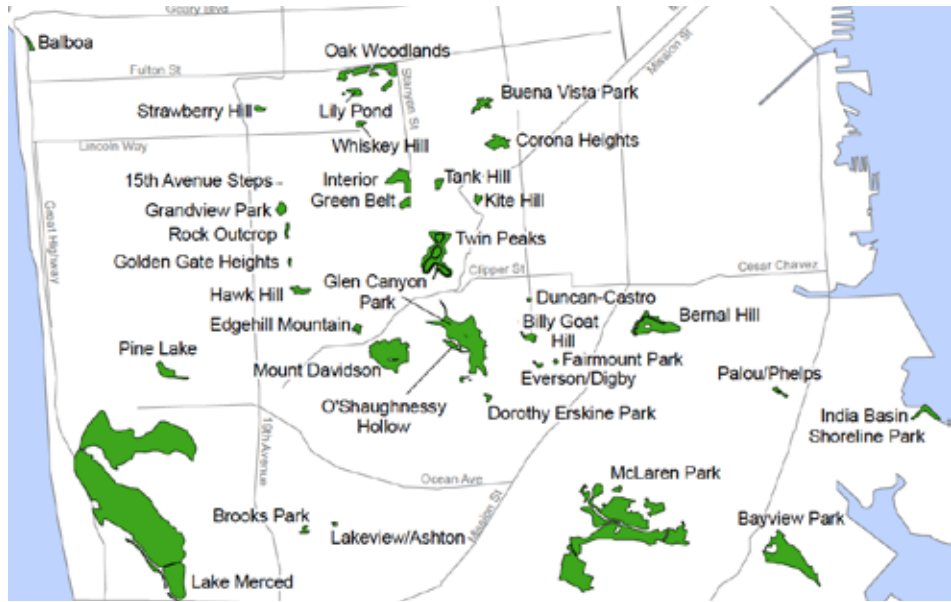 Geary Blvd
Balboa
Oak Woodlands
Mission St
Fulton St
Stanyan St
Buena Vista Park
Strawberry Hill
Lily Pond
Corona Heights
Lincoln Way
Whiskey Hill
15th Avenue Steps
Interior
Green Belt
Tank Hill
Kite Hill
Grandview Park
Great Highway
Rock Outcrop
Twin Peaks
Golden Gate Heights
Clipper St
Cesar Chavez
Glen Canyon
Park
Hawk Hill
Duncan-Castro
Edgehill Mountain
Billy Goat
Hill
Bernal Hill
Pine Lake
Mount Davidson
Fairmount Park
Everson/Digby
Palou/Phelps
O'Shaughnessy
Hollow
Dorothy Erskine Park
India Basin
Shoreline Park
19th Avenue
Ocean Ave
McLaren Park
Mission St
Brooks Park
Lakeview/Ashton
Bayview Park
Lake Merced